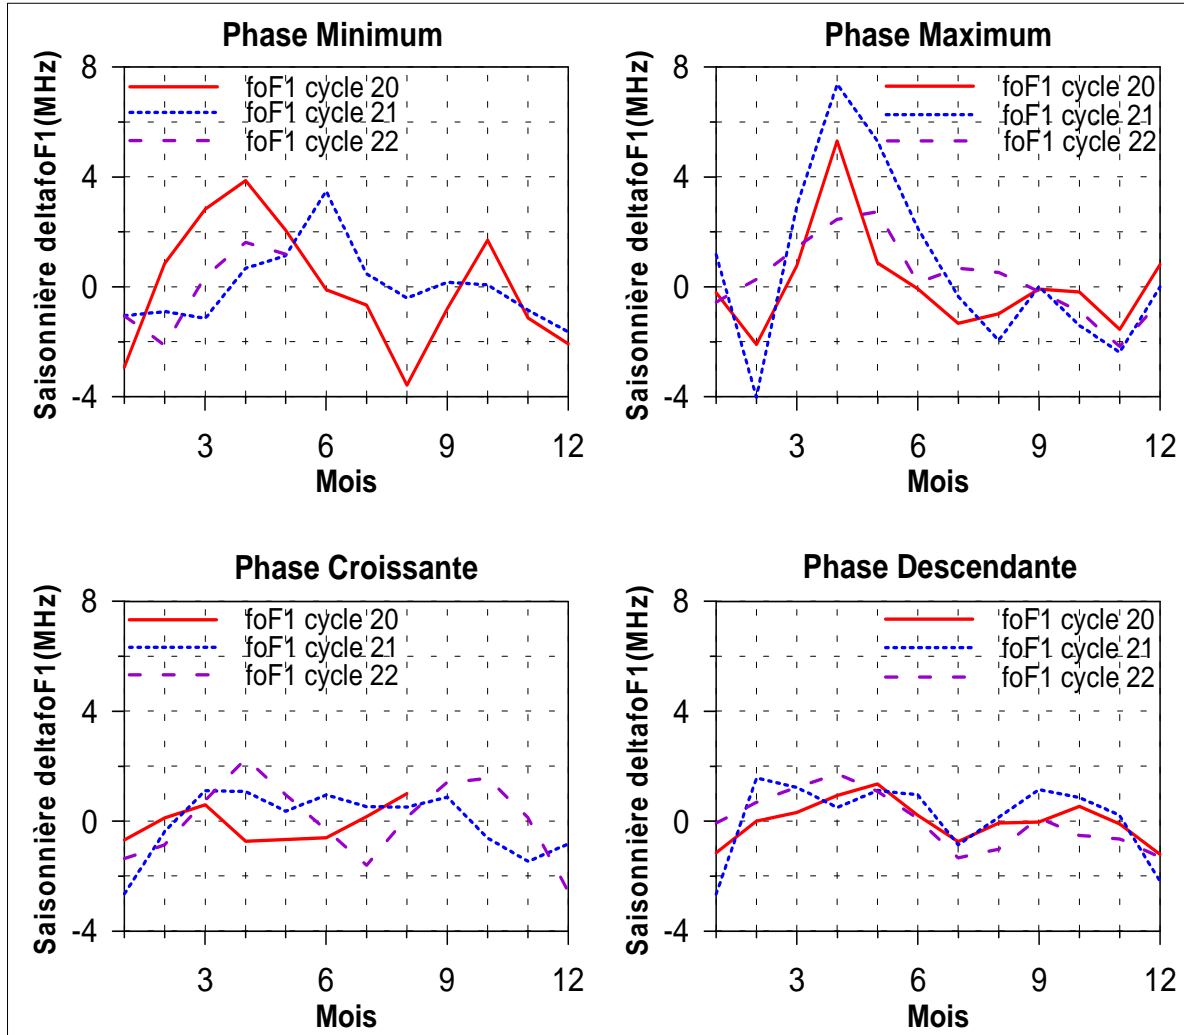 Phase Minimum
Saisonnière deltafoF1(MHz)
8
4
0
-4
foF1 cycle 20
foF1 cycle 21
foF1 cycle 22
3 6 9 12
Mois
Phase Maximum
Saisonnière deltafoF1(MHz)
8
4
0
-4
foF1 cycle 20
foF1 cycle 21
foF1 cycle 22
3 6 9 12
Mois
Phase Croissante
Saisonnière deltafoF1(MHz)
8
4
0
-4
foF1 cycle 20
foF1 cycle 21
foF1 cycle 22
3 6 9 12
Mois
Phase Descendante
Saisonnière deltafoF1(MHz)
8
4
0
-4
foF1 cycle 20
foF1 cycle 21
foF1 cycle 22
3 6 9 12
Mois